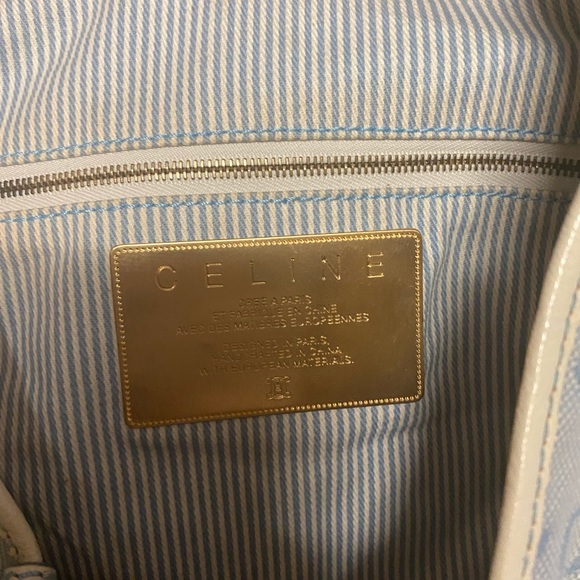 CELINE
CREE A PARIS
ET FABRIQUE EN CHINE
AVEC DES MATIERES EUROPEENNES
DESIGNED IN PARIS,
HANDCRAFTED IN CHINA
WITH EUROPEAN MATERIALS.